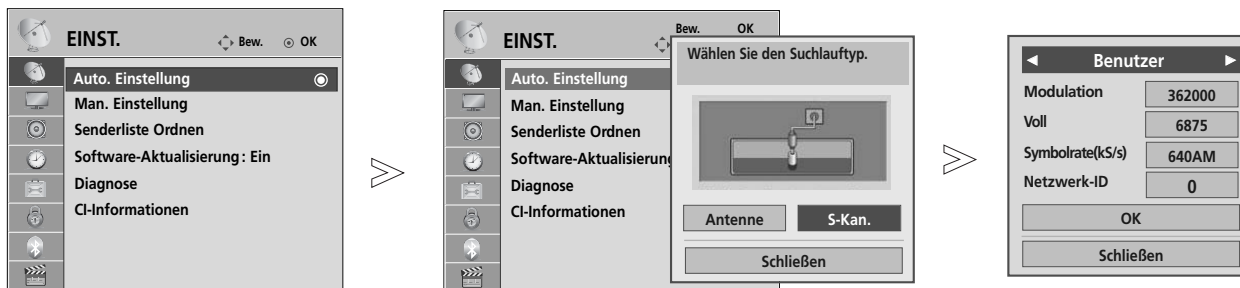 EINST.
Bew. OK
Auto. Einstellung
Man. Einstellung
Senderliste Ordnen
Software-Aktualisierung : Ein
Diagnose
CI-Informationen
EINST.
Bew. OK
Auto. Einstellung
Man. Einstellung
Senderliste Ordnen
Software-Aktualisierung
Diagnose
CI-Informationen
Wählen Sie den Suchlauftyp.
Antenne S-Kan.
Schließen
◄ Benutzer ►
Modulation 362000
Voll 6875
Symbolrate(kS/s) 640AM
Netzwerk-ID 0
OK
Schließen